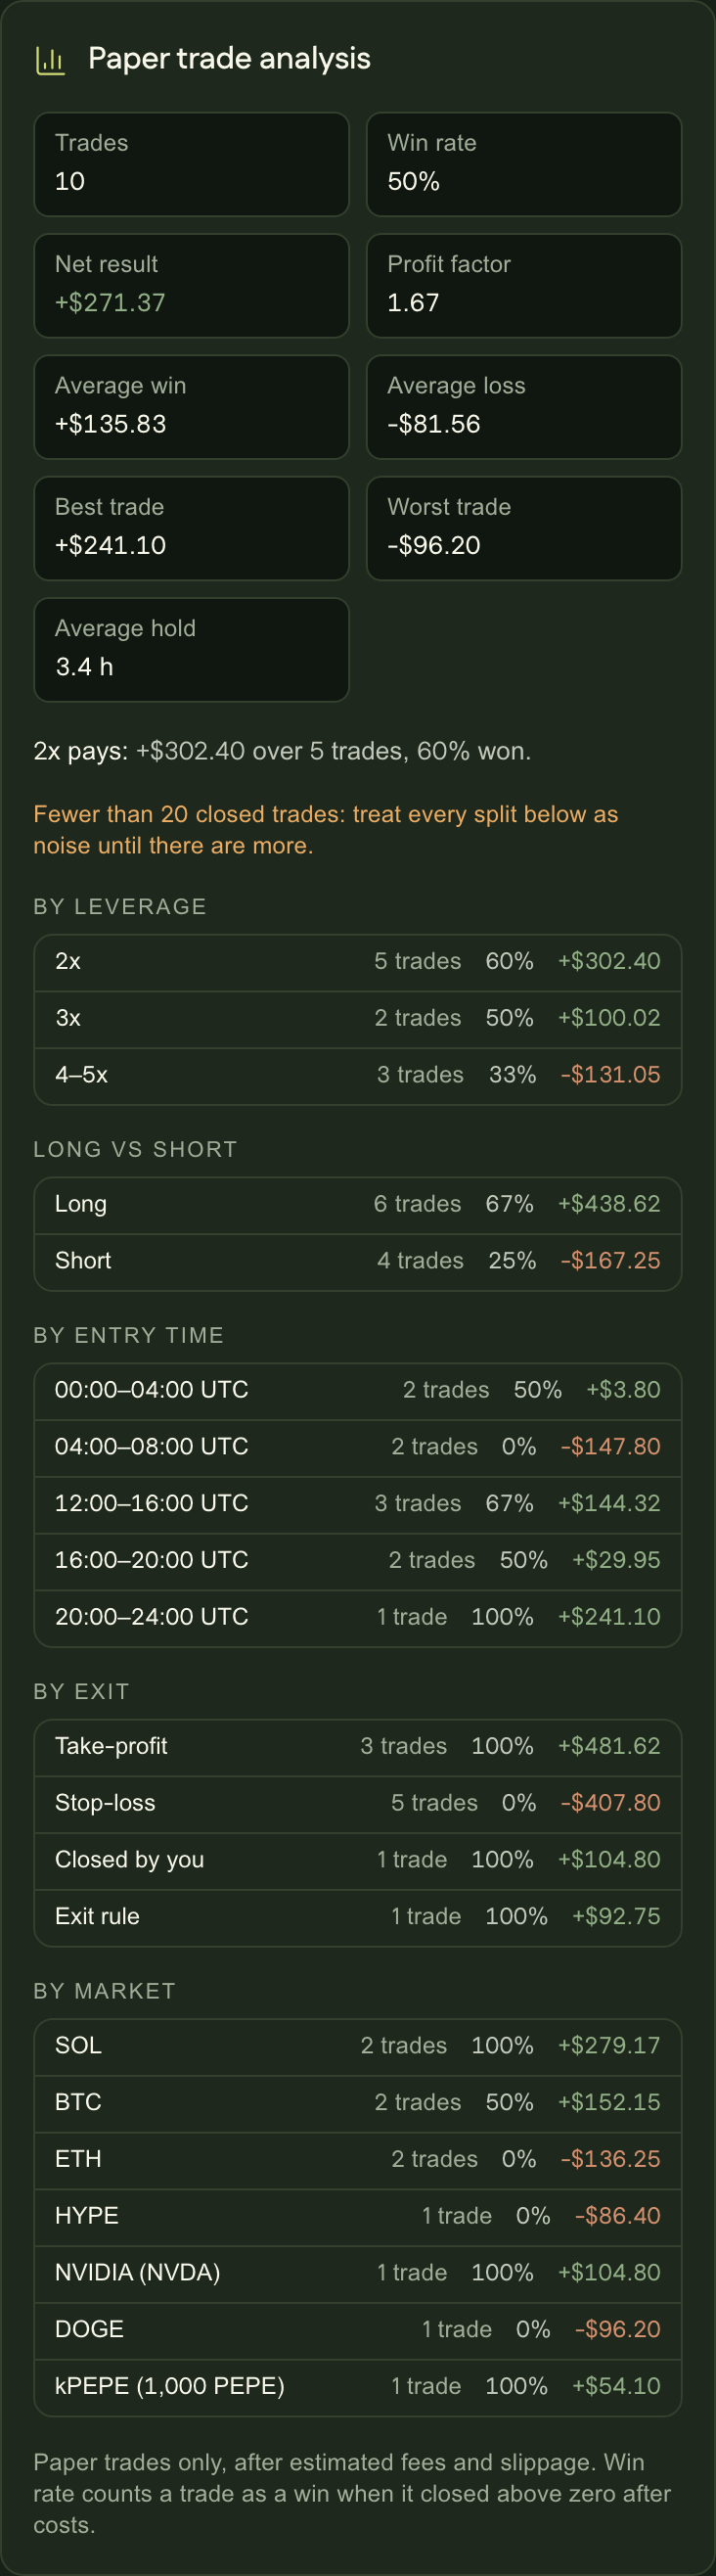 Paper trade analysis
Trades
10
Win rate
50%
Net result
+$271.37
Profit factor
1.67
Average win
+$135.83
Average loss
-$81.56
Best trade
+$241.10
Worst trade
-$96.20
Average hold
3.4 h
2x pays: +$302.40 over 5 trades, 60% won.
Fewer than 20 closed trades: treat every split below as
noise until there are more.
BY LEVERAGE
2x 5 trades 60% +$302.40
3x 2 trades 50% +$100.02
4–5x 3 trades 33% -$131.05
LONG VS SHORT
Long 6 trades 67% +$438.62
Short 4 trades 25% -$167.25
BY ENTRY TIME
00:00–04:00 UTC 2 trades 50% +$3.80
04:00–08:00 UTC 2 trades 0% -$147.80
12:00–16:00 UTC 3 trades 67% +$144.32
16:00–20:00 UTC 2 trades 50% +$29.95
20:00–24:00 UTC 1 trade 100% +$241.10
BY EXIT
Take-profit 3 trades 100% +$481.62
Stop-loss 5 trades 0% -$407.80
Closed by you 1 trade 100% +$104.80
Exit rule 1 trade 100% +$92.75
BY MARKET
SOL 2 trades 100% +$279.17
BTC 2 trades 50% +$152.15
ETH 2 trades 0% -$136.25
HYPE 1 trade 0% -$86.40
NVIDIA (NVDA) 1 trade 100% +$104.80
DOGE 1 trade 0% -$96.20
kPEPE (1,000 PEPE) 1 trade 100% +$54.10
Paper trades only, after estimated fees and slippage. Win
rate counts a trade as a win when it closed above zero after
costs.